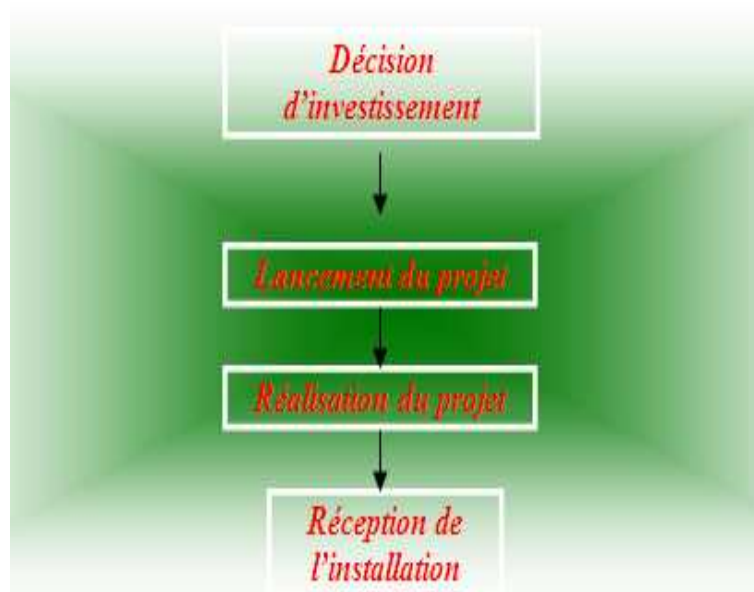 Décision
d'investissement
Lancement du projet
Réalisation du projet
Réception de
l'installation